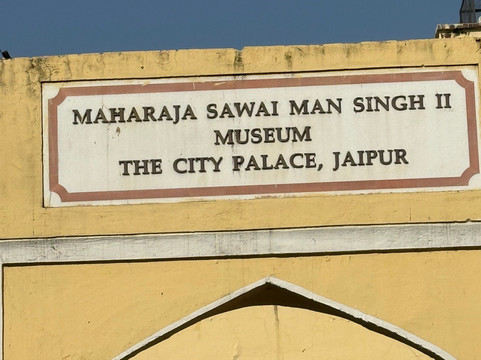 MAHARAJA SAWAI MAN SINGH II
MUSEUM
THE CITY PALACE, JAIPUR